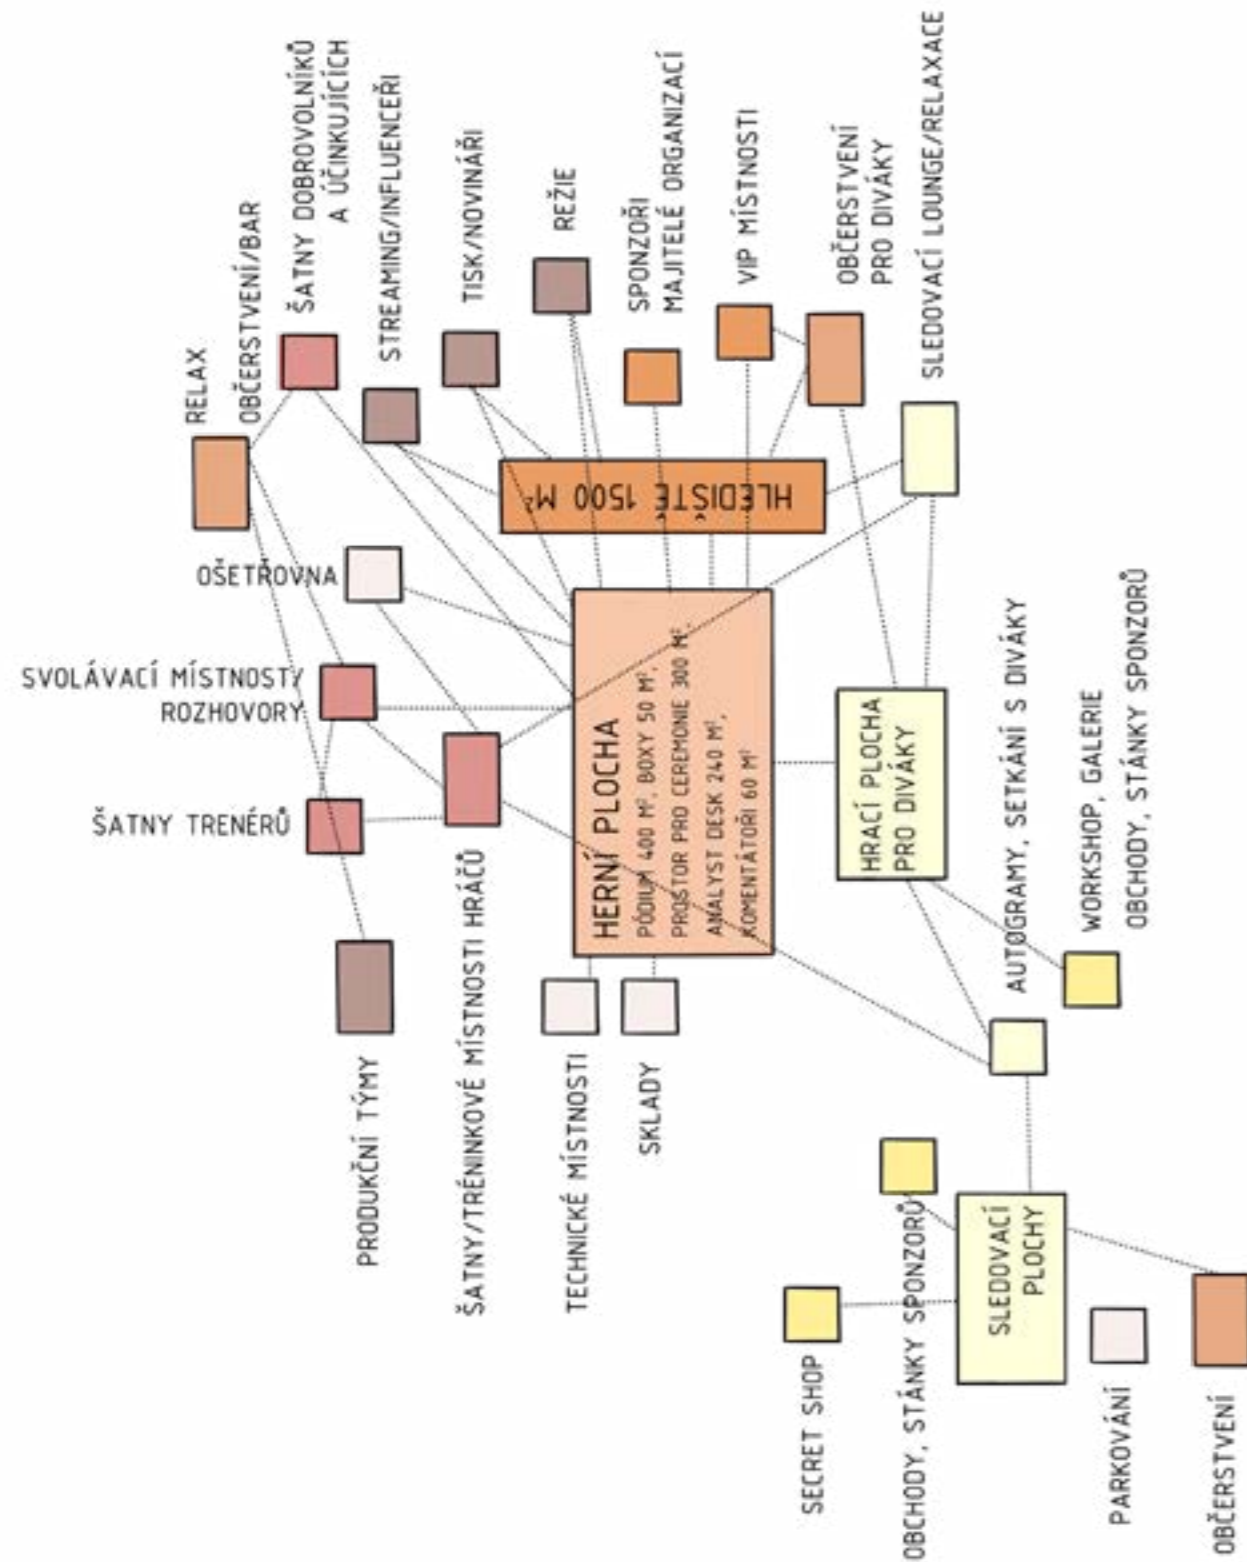 RELAX
OBČERSTVENÍ/BAR
ŠATNY DOBROVOLNÍKŮ
A ÚČINKUJÍCÍCH
STREAMING/INFLUENCEŘI
TISK/NOVINÁŘI
REŽIE
SPONZOŘI
MAJITELÉ ORGANIZACÍ
VIP MÍSTNOSTI
OBČERSTVENÍ
PRO DIVÁKY
SLEDOVACÍ LOUNGE/RELAXACE
HLEDIŠTĚ 1500 M²
OŠETŘOVNA
SVOLÁVACÍ MÍSTNOST/
ROZHOVORY
ŠATNY TRENÉRŮ
PRODUKČNÍ TÝMY
ŠATNY/TRÉNINKOVÉ MÍSTNOSTI HRÁČŮ
HERNÍ PLOCHA
PÓDIUM 400 M², BOXY 50 M²,
PROSTOR PRO CEREMONIE 300 M²,
ANALYST DESK 240 M²,
KOMENTÁTOŘI 60 M²
TECHNICKÉ MÍSTNOSTI
SKLADY
HRACÍ PLOCHA
PRO DIVÁKY
AUTOGRAMY, SETKÁNÍ S DIVÁKY
WORKSHOP, GALERIE
OBCHODY, STÁNKY SPONZORŮ
SECRET SHOP
OBCHODY, STÁNKY SPONZORŮ
SLEDOVACÍ
PLOCHY
PARKOVÁNÍ
OBČERSTVENÍ